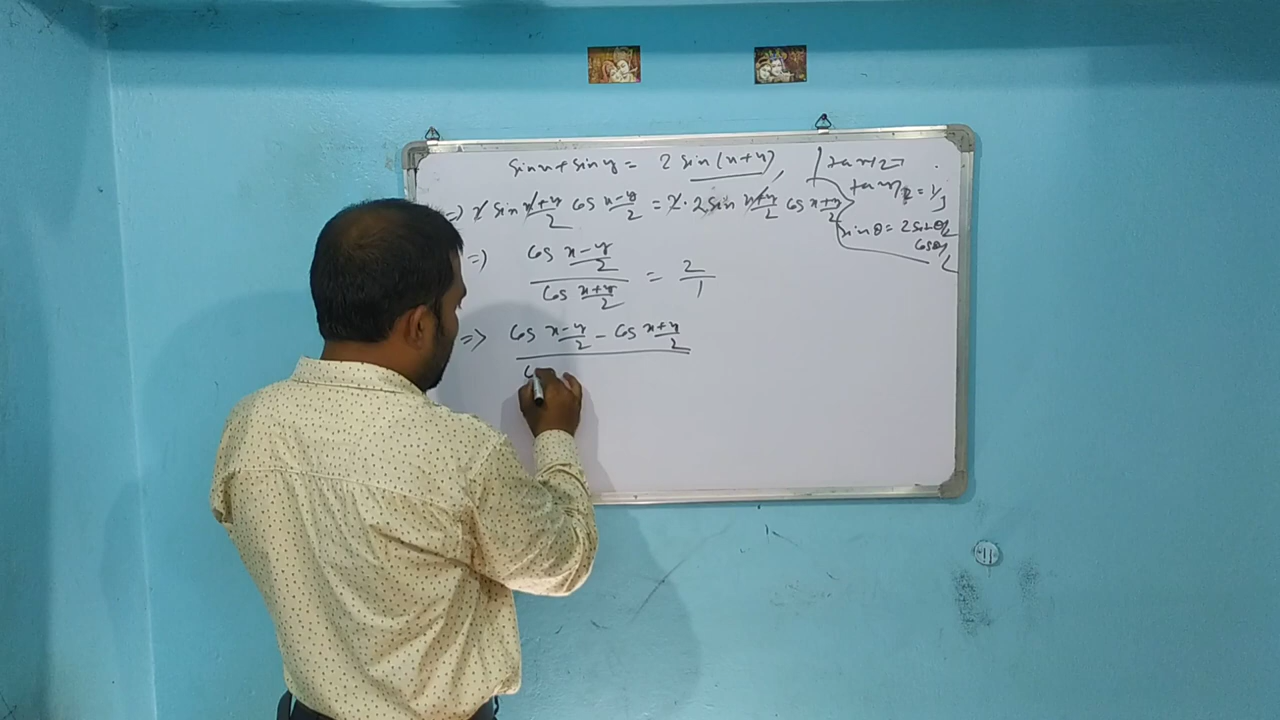 sin x + sin y = 2 sin (x+y)
=) 2 sin x+y/2 cos x-y/2 = 2 · 2 sin x+y/2 cos x+y/2
=) cos x-y/2 / cos x+y/2 = 2/1
=> cos x-y/2 - cos x+y/2
tan x/2
= 1/3
sin θ = 2 sin θ/2
cos θ/2